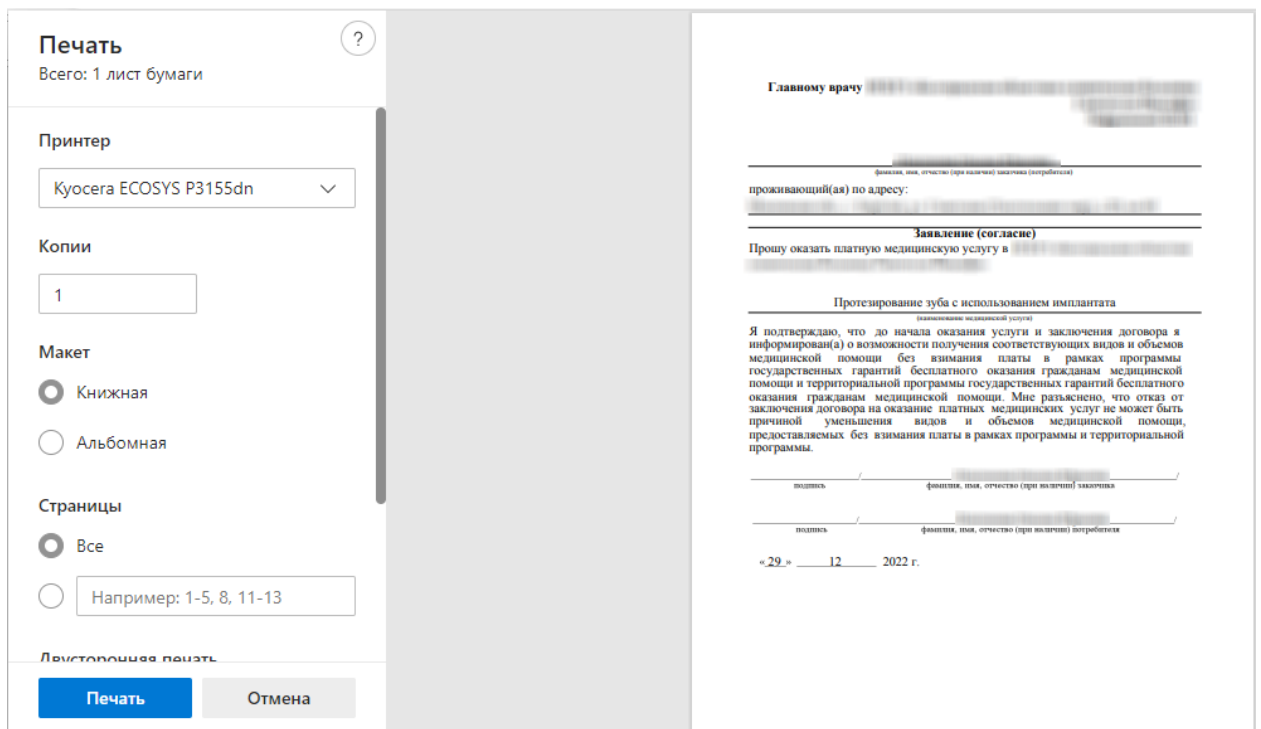 Печать
?
Всего: 1 лист бумаги
Принтер
Kyocera ECOSYS P3155dn
Копии
1
Макет
Книжная
Альбомная
Страницы
Все
Например: 1-5, 8, 11-13
Двусторонняя печать
Печать
Отмена
Главному врачу
фамилия, имя, отчество (при наличии) заказчика (потребителя)
проживающий(ая) по адресу:
Заявление (согласие)
Прошу оказать платную медицинскую услугу в
Протезирование зуба с использованием имплантата
(наименование медицинской услуги)
Я подтверждаю, что до начала оказания услуги и заключения договора я
информирован(а) о возможности получения соответствующих видов и объемов
медицинской помощи без взимания платы в рамках программы
государственных гарантий бесплатного оказания гражданам медицинской
помощи и территориальной программы государственных гарантий бесплатного
оказания гражданам медицинской помощи. Мне разъяснено, что отказ от
заключения договора на оказание платных медицинских услуг не может быть
причиной уменьшения видов и объемов медицинской помощи,
предоставляемых без взимания платы в рамках программы и территориальной
программы.
/ /
подпись фамилия, имя, отчество (при наличии) заказчика
/ /
подпись фамилия, имя, отчество (при наличии) потребителя
« 29 » 12 2022 г.